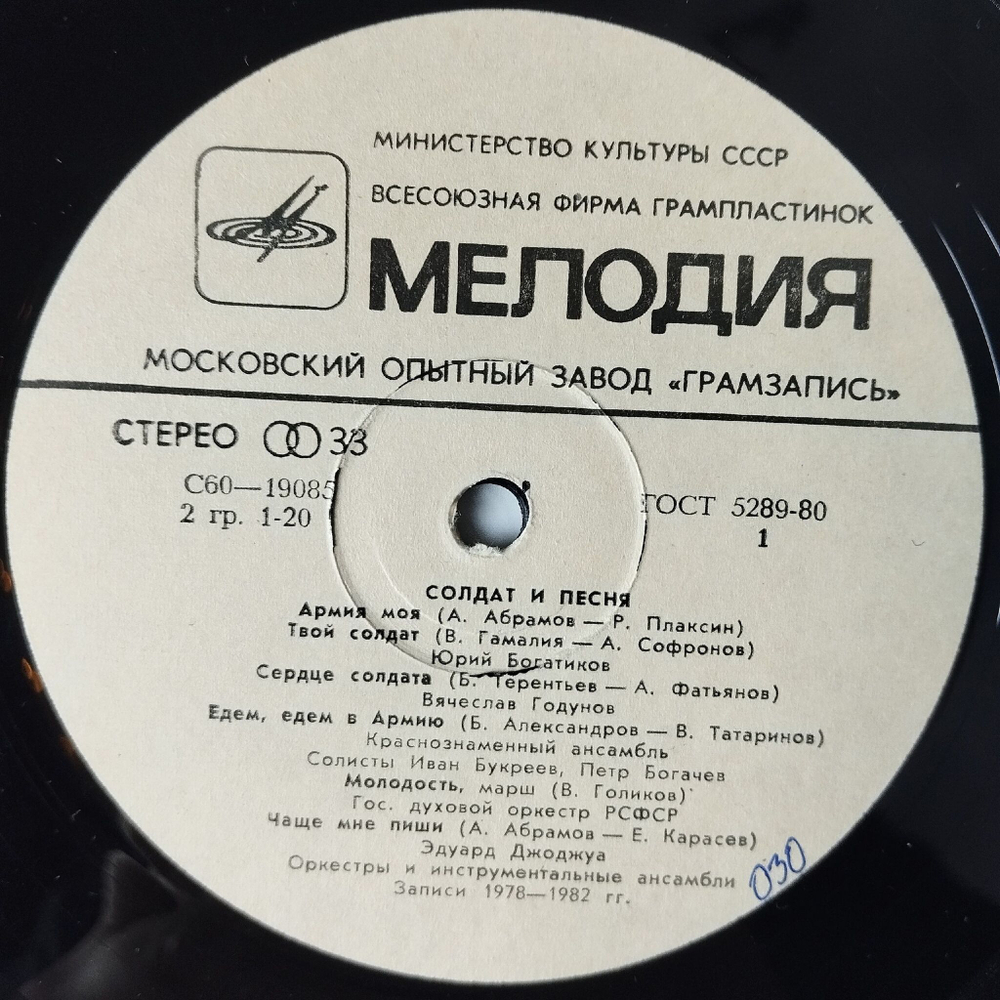 МИНИСТЕРСТВО КУЛЬТУРЫ СССР
ВСЕСОЮЗНАЯ ФИРМА ГРАМПЛАСТИНОК
МЕЛОДИЯ
МОСКОВСКИЙ ОПЫТНЫЙ ЗАВОД «ГРАМЗАПИСЬ»
СТЕРЕО 33
С60—19085
2 гр. 1-20
ГОСТ 5289-80
1
СОЛДАТ И ПЕСНЯ
Армия моя (А. Абрамов — Р. Плаксин)
Твой солдат (В. Гамалия — А. Софронов)
Юрий Богатиков
Сердце солдата (Б. Терентьев — А. Фатьянов)
Вячеслав Годунов
Едем, едем в Армию (Б. Александров — В. Татаринов)
Краснознаменный ансамбль
Солисты Иван Букреев, Петр Богачев
Молодость, марш (В. Голиков)
Гос. духовой оркестр РСФСР
Чаще мне пиши (А. Абрамов — Е. Карасев)
Эдуард Джоджуа
Оркестры и инструментальные ансамбли
Записи 1978—1982 гг.
030